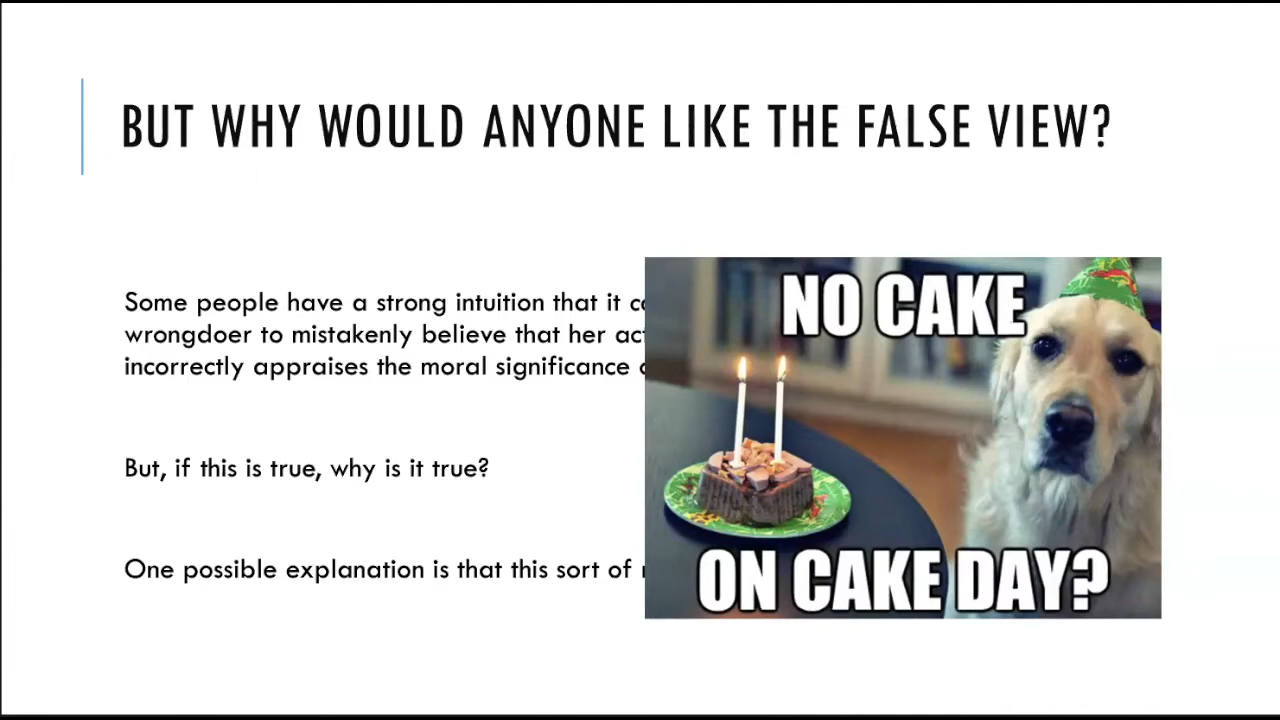 BUT WHY WOULD ANYONE LIKE THE FALSE VIEW?
Some people have a strong intuition that it
wrongdoer to mistakenly believe that her
incorrectly appraises the moral significance
But, if this is true, why is it true?
One possible explanation is that this sort of
NO CAKE
ON CAKE DAY?